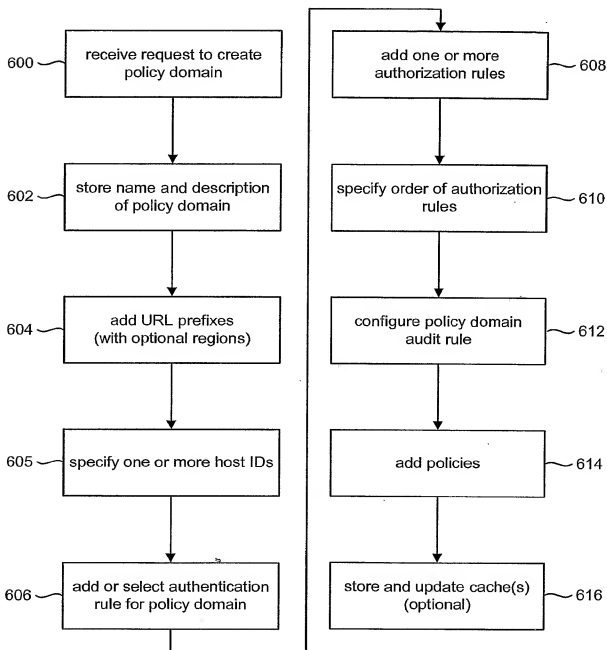 600
receive request to create
policy domain
602
store name and description
of policy domain
604
add URL prefixes
(with optional regions)
605
specify one or more host IDs
606
add or select authentication
rule for policy domain
add one or more
authorization rules
608
specify order of authorization
rules
610
configure policy domain
audit rule
612
add policies
614
store and update cache(s)
(optional)
616